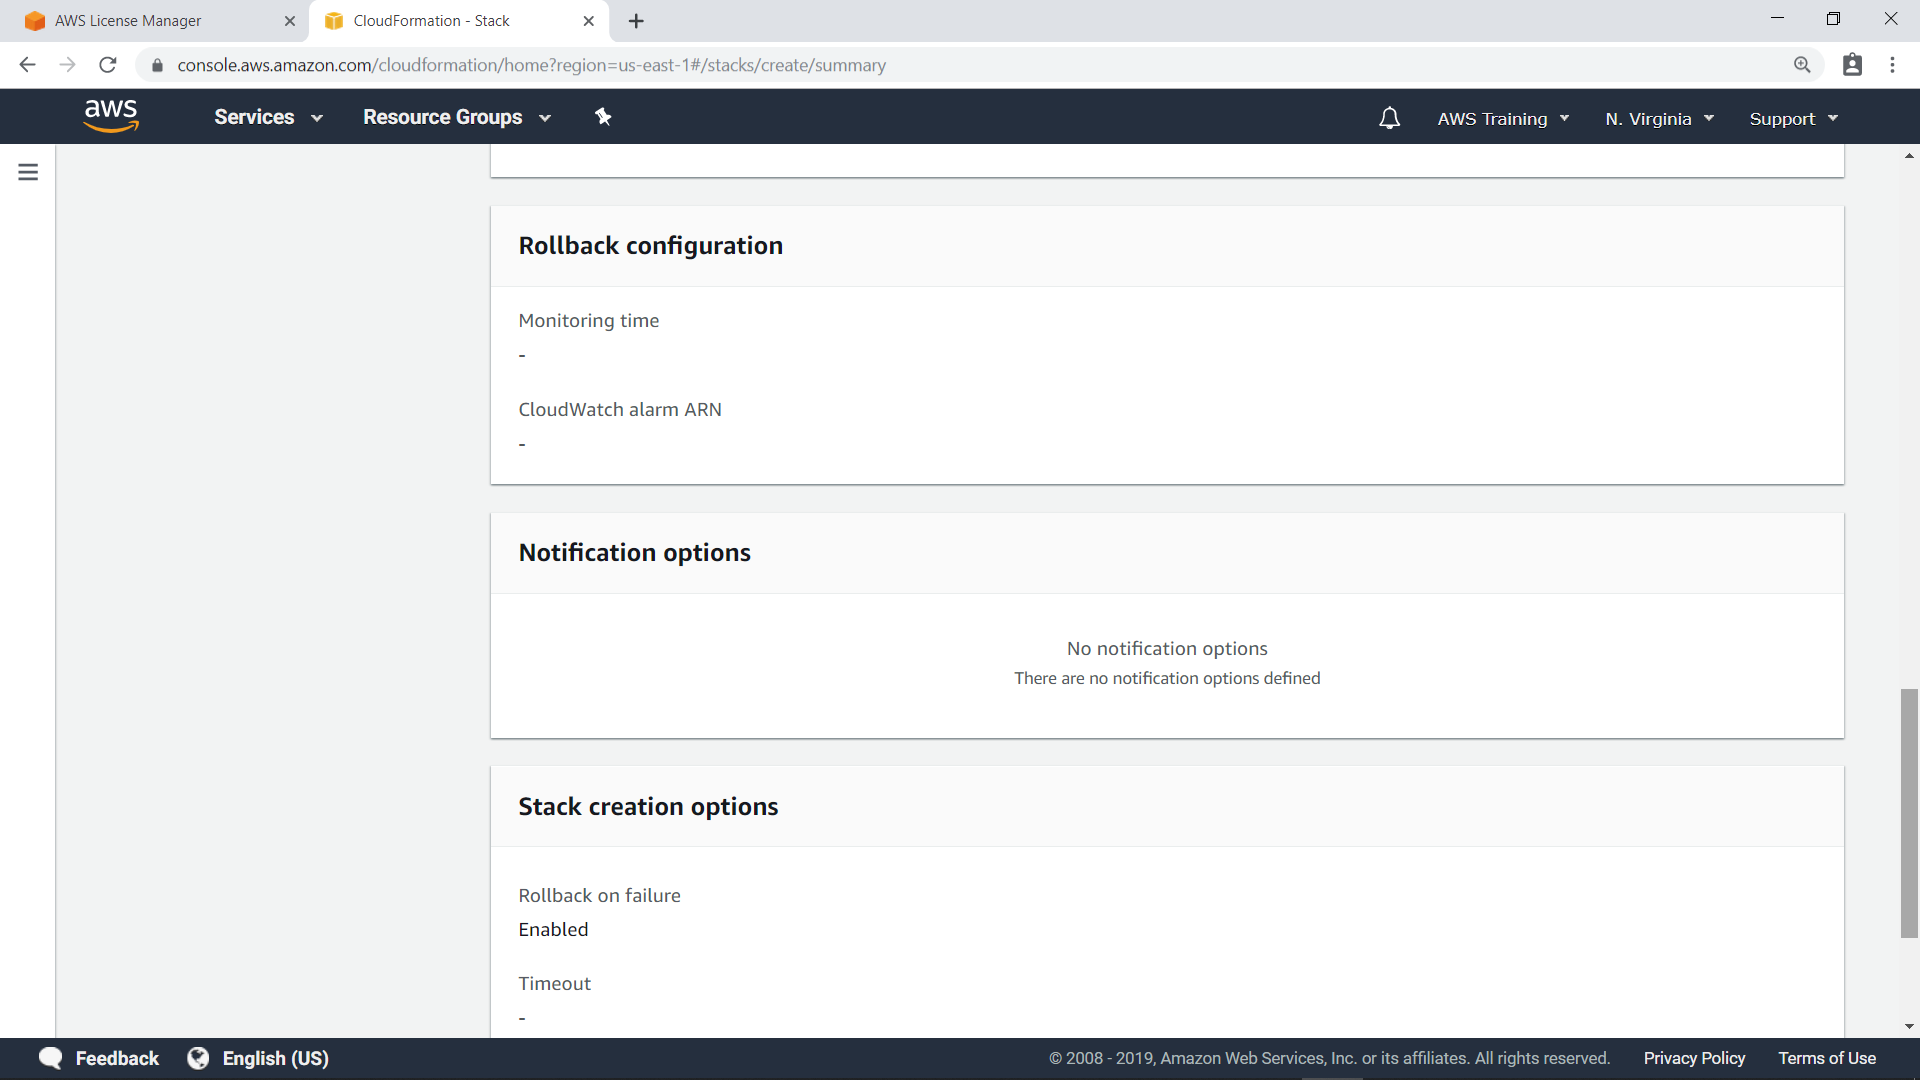 AWS License Manager
CloudFormation - Stack
console.aws.amazon.com/cloudformation/home?region=us-east-1#/stacks/create/summary
aws
Services
Resource Groups
AWS Training
N. Virginia
Support
Rollback configuration
Monitoring time
-
CloudWatch alarm ARN
-
Notification options
No notification options
There are no notification options defined
Stack creation options
Rollback on failure
Enabled
Timeout
-
Feedback
English (US)
© 2008 - 2019, Amazon Web Services, Inc. or its affiliates. All rights reserved.
Privacy Policy
Terms of Use